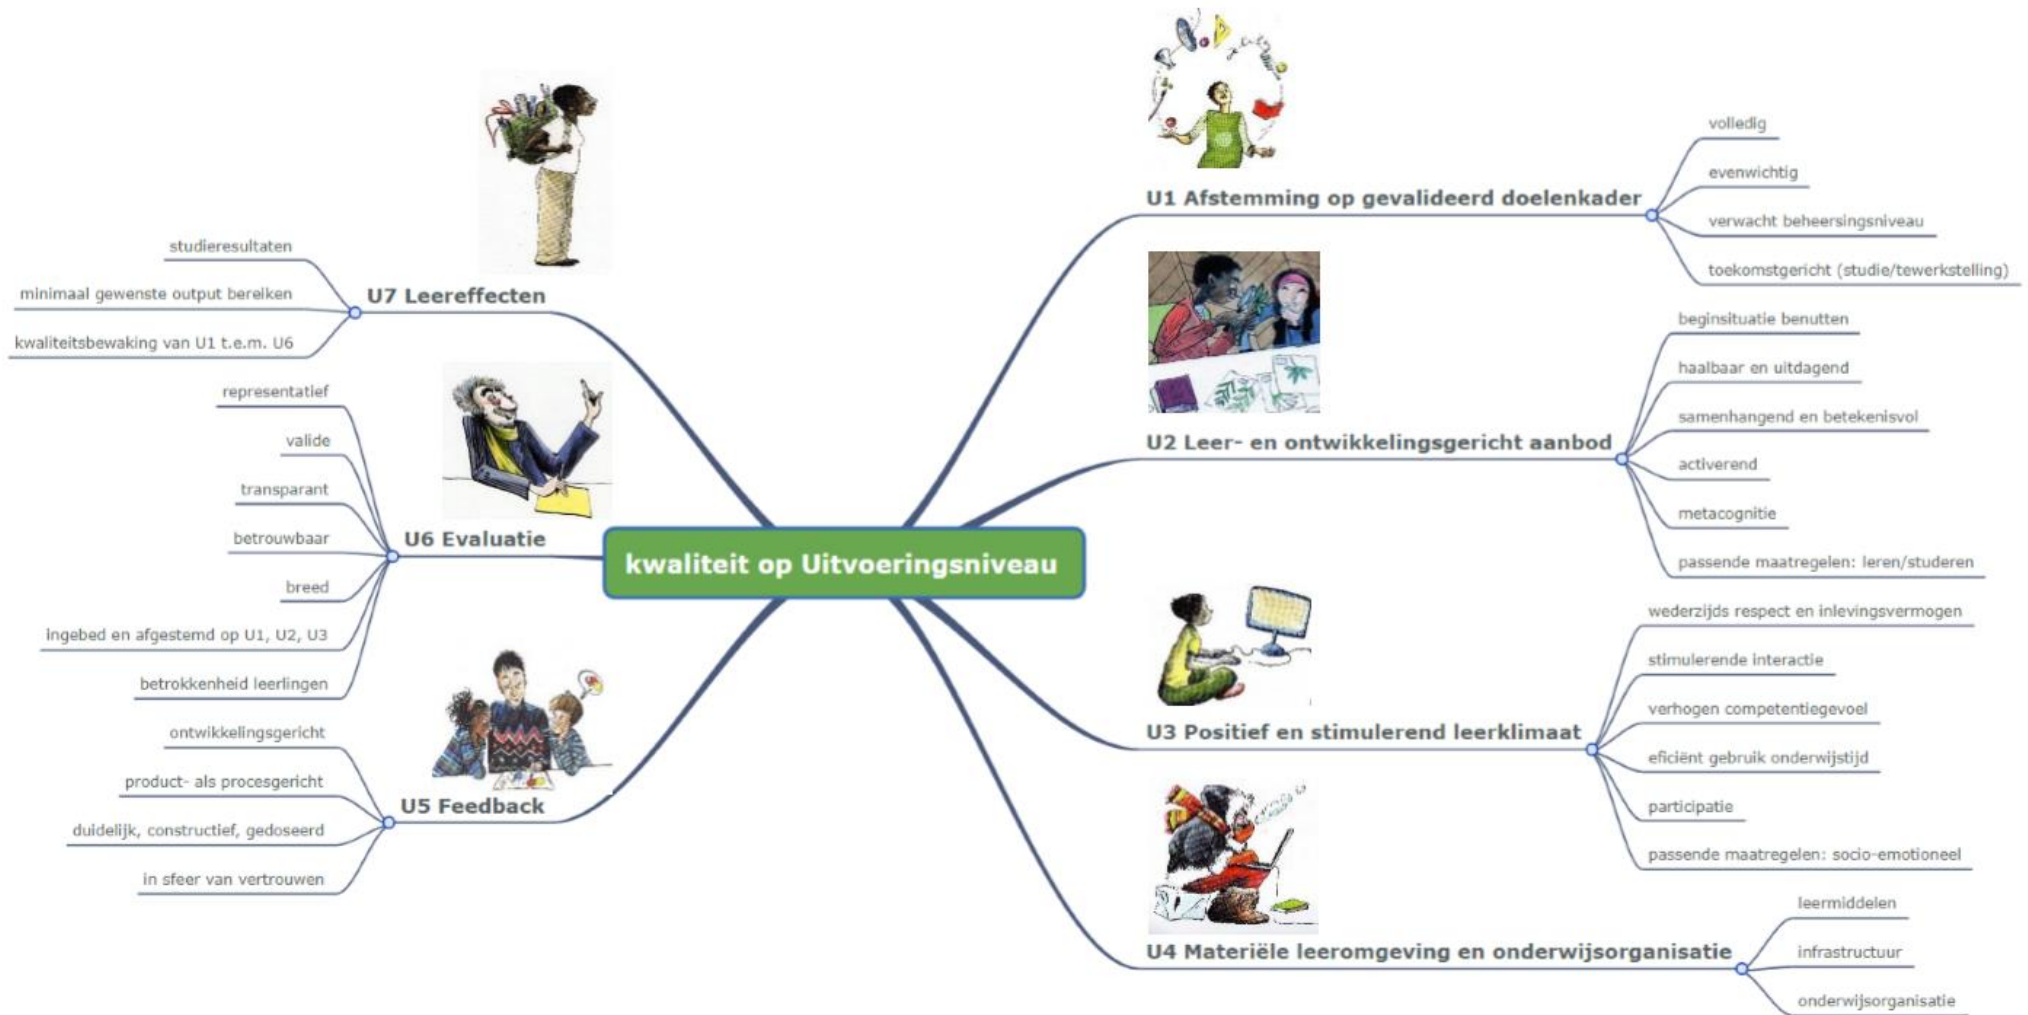 kwaliteit op Uitvoeringsniveau
U1 Afstemming op gevalideerd doelenkader
volledig
evenwichtig
verwacht beheersingsniveau
toekomstgericht (studie/tewerkstelling)
U2 Leer- en ontwikkelingsgericht aanbod
beginsituatie benutten
haalbaar en uitdagend
samenhangend en betekenisvol
activerend
metacognitie
passende maatregelen: leren/studeren
U3 Positief en stimulerend leerklimaat
wederzijds respect en inlevingsvermogen
stimulerende interactie
verhogen competentiegevoel
eficiënt gebruik onderwijstijd
participatie
passende maatregelen: socio-emotioneel
U4 Materiële leeromgeving en onderwijsorganisatie
leermiddelen
infrastructuur
onderwijsorganisatie
U5 Feedback
ontwikkelingsgericht
product- als procesgericht
duidelijk, constructief, gedoseerd
in sfeer van vertrouwen
U6 Evaluatie
representatief
valide
transparant
betrouwbaar
breed
ingebed en afgestemd op U1, U2, U3
betrokkenheid leerlingen
U7 Leereffecten
studieresultaten
minimaal gewenste output bereiken
kwaliteitsbewaking van U1 t.e.m. U6